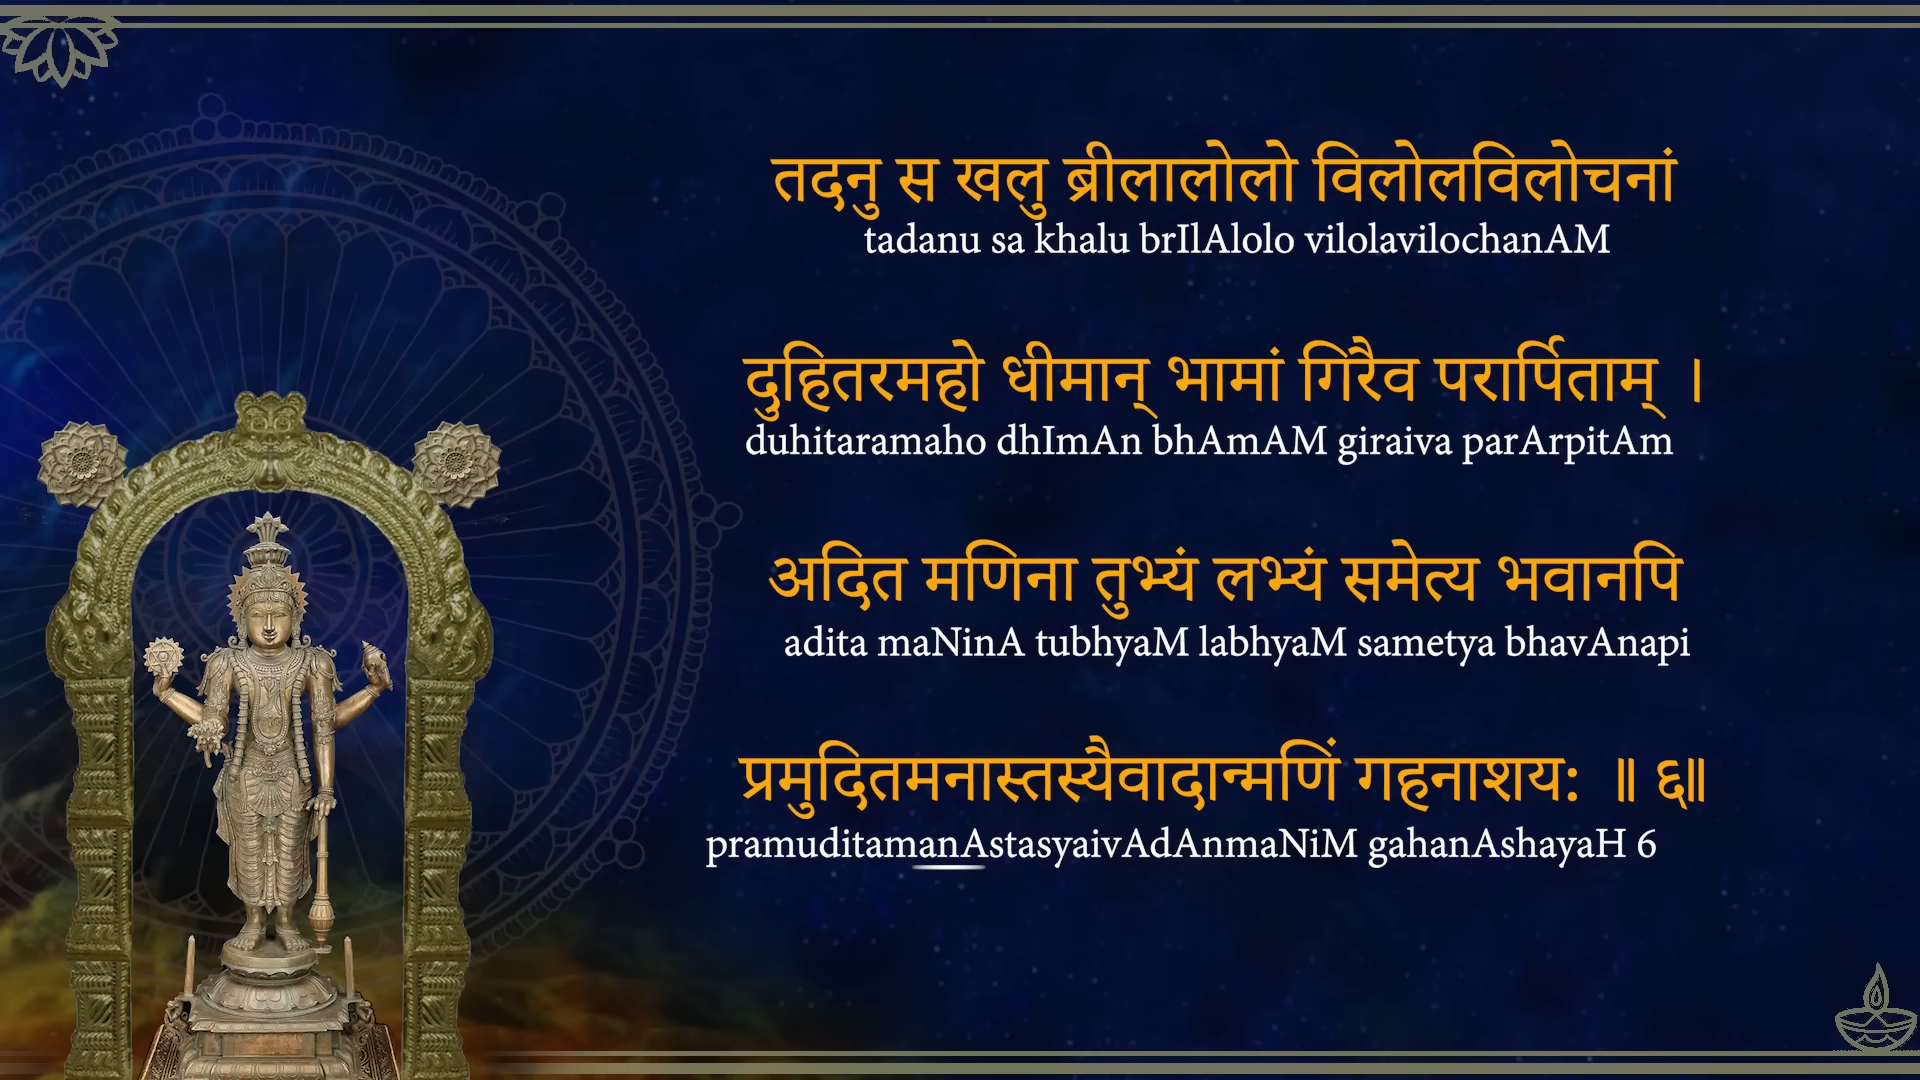 तदनु स खलु ब्रीलालोलो विलोलविलोचनां
tadanu sa khalu brIlAlolo vilolavilochanAM
दुहितरमहो धीमान् भामां गिरैव परार्पिताम् ।
duhitaramaho dhImAn bhAmAM giraiva parArpitAm
अदित मणिना तुभ्यं लभ्यं समेत्य भवानपि
adita maNinA tubhyaM labhyaM sametya bhavAnapi
प्रमुदितमनास्तस्यैवादान्मणिं गहनाशयः ॥ ६॥
pramuditamanAstasyaivAdAnmaNiM gahanAshayaH 6